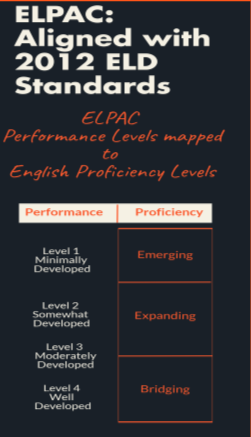 ELPAC:
Aligned with
2012 ELD
Standards
ELPAC
Performance Levels mapped
to
English Proficiency Levels
Performance Proficiency
Level 1
Minimally
Developed
Emerging
Level 2
Somewhat
Developed
Expanding
Level 3
Moderately
Developed
Level 4
Well
Developed
Bridging